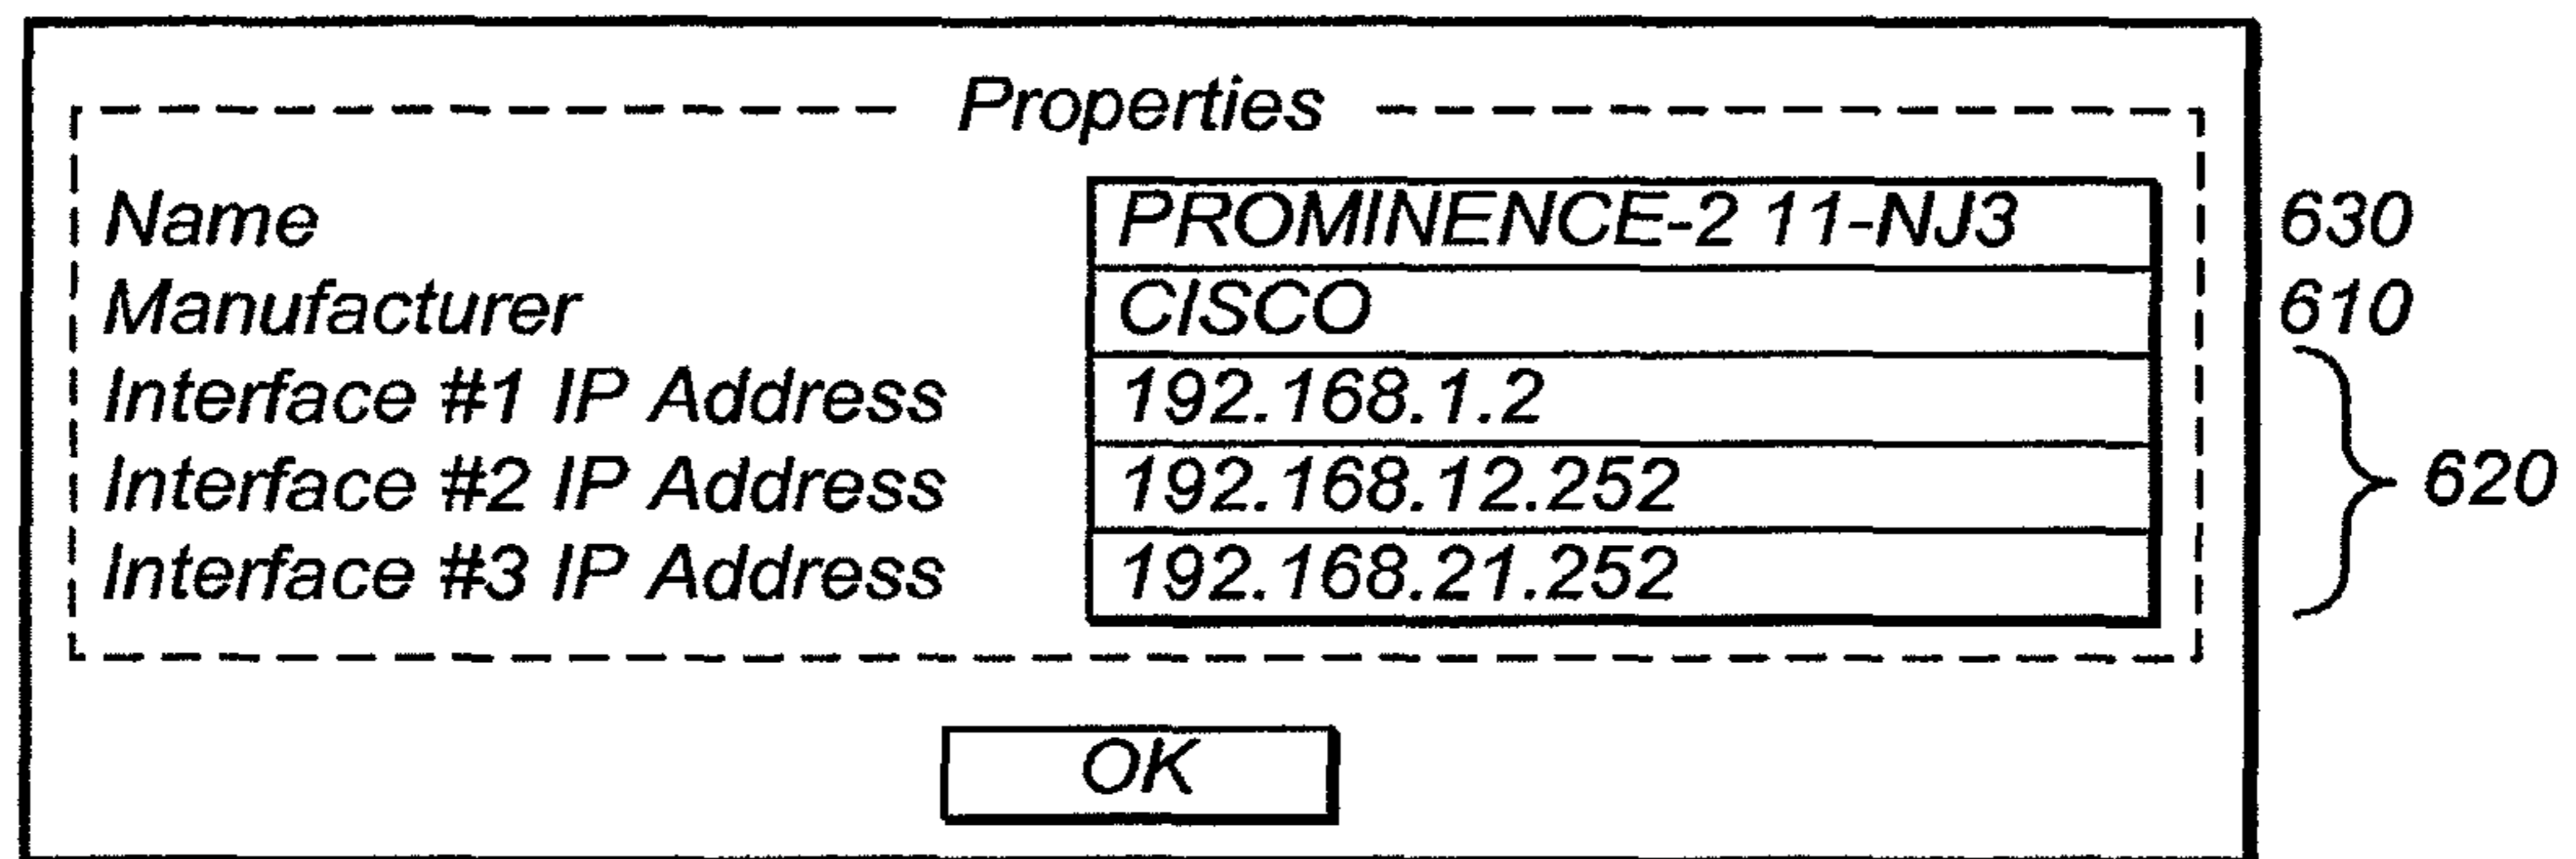 Properties
Name PROMINENCE-2 11-NJ3 630
Manufacturer CISCO 610
Interface #1 IP Address 192.168.1.2
Interface #2 IP Address 192.168.12.252 620
Interface #3 IP Address 192.168.21.252
OK